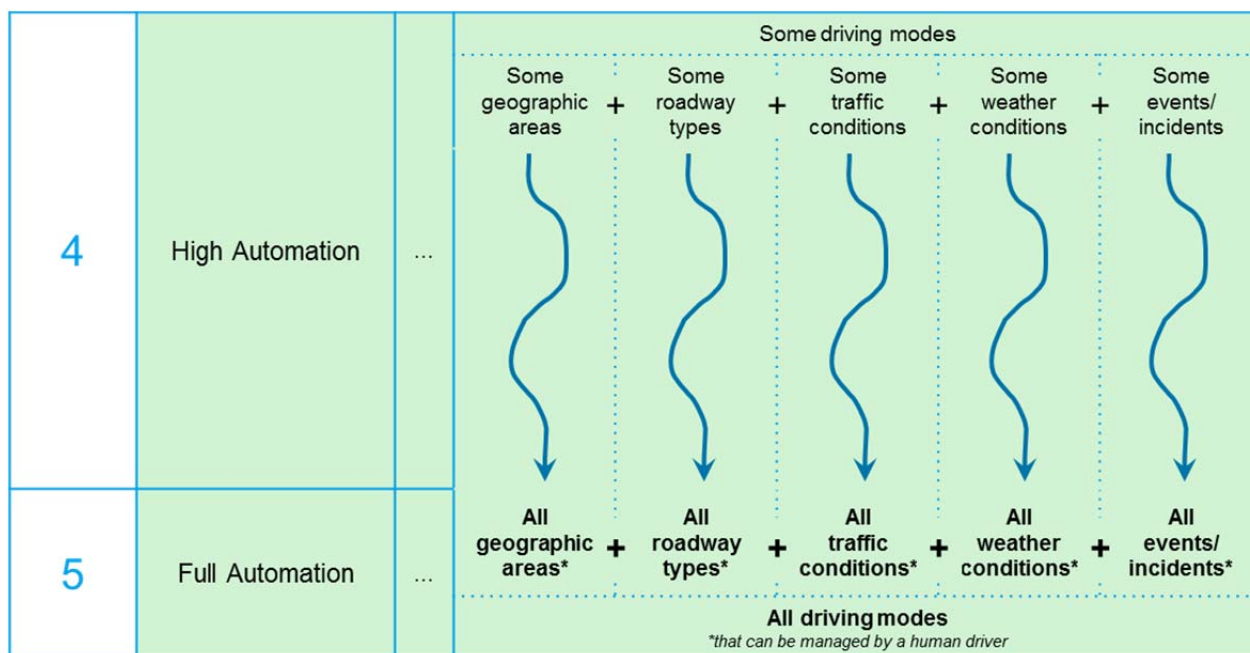 Some driving modes
Some
geographic
areas
+
Some
roadway
types
+
Some
traffic
conditions
+
Some
weather
conditions
+
Some
events/
incidents
4
High Automation
...
5
Full Automation
...
All
geographic
areas*
+
All
roadway
types*
+
All
traffic
conditions*
+
All
weather
conditions*
+
All
events/
incidents*
All driving modes
*that can be managed by a human driver